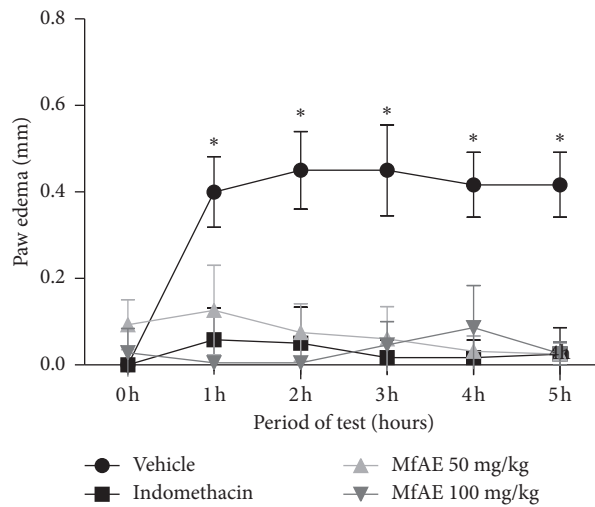 0.8
0.6
0.4
0.2
0.0
Paw edema (mm)
* * * * *
0 h 1 h 2 h 3 h 4 h 5 h
Period of test (hours)
Vehicle MfAE 50 mg/kg
Indomethacin MfAE 100 mg/kg